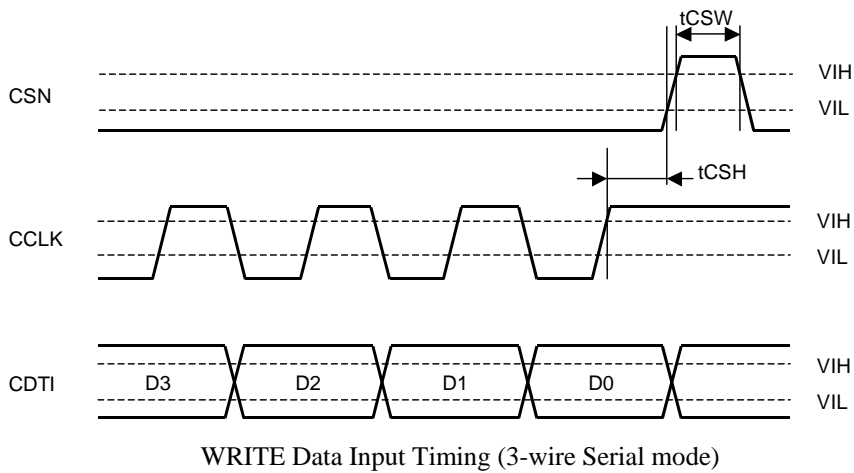 tCSW
VIH
CSN
VIL
tCSH
VIH
CCLK
VIL
VIH
CDTI D3 D2 D1 D0
VIL
WRITE Data Input Timing (3-wire Serial mode)